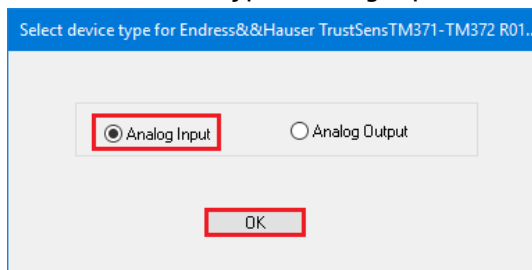 Select device type for Endress&&Hauser TrustSensTM371-TM372 R01..
Analog Input
Analog Output
OK